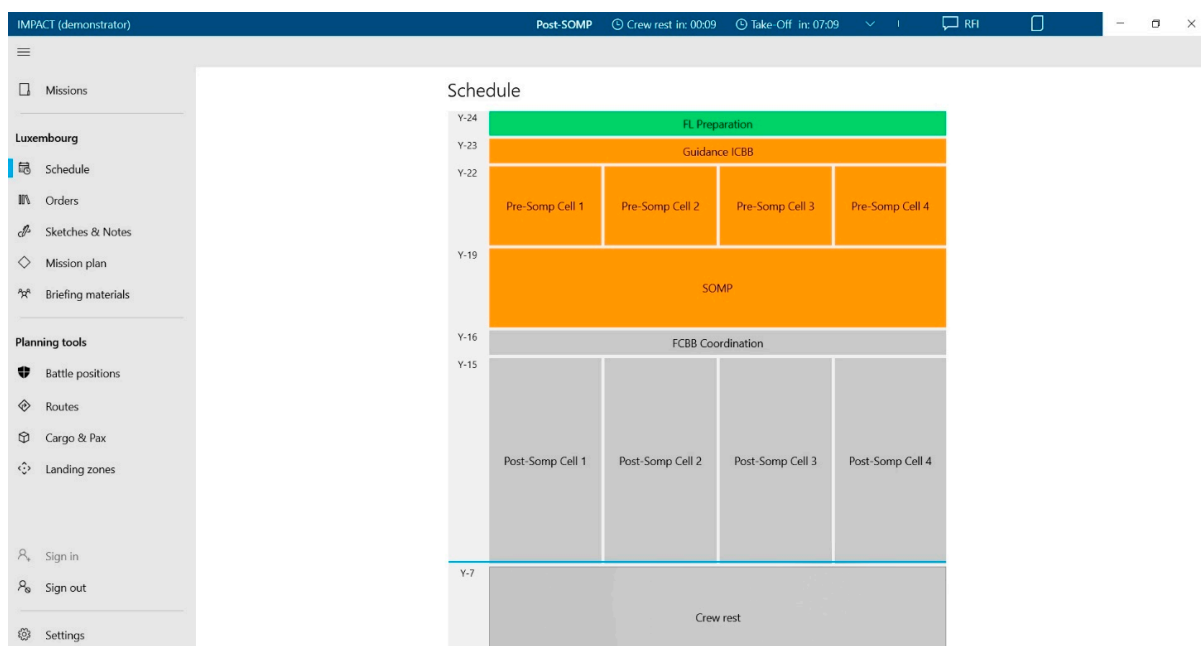 IMPACT (demonstrator)
Post-SOMP Crew rest in: 00:09 Take-Off in: 07:09 RFI
Missions
Luxembourg
Schedule
Orders
Sketches & Notes
Mission plan
Briefing materials
Planning tools
Battle positions
Routes
Cargo & Pax
Landing zones
Sign in
Sign out
Settings
Schedule
Y-24 FL Preparation
Y-23 Guidance ICBB
Y-22
Pre-Somp Cell 1 Pre-Somp Cell 2 Pre-Somp Cell 3 Pre-Somp Cell 4
Y-19
SOMP
Y-16 FCBB Coordination
Y-15
Post-Somp Cell 1 Post-Somp Cell 2 Post-Somp Cell 3 Post-Somp Cell 4
Y-7
Crew rest